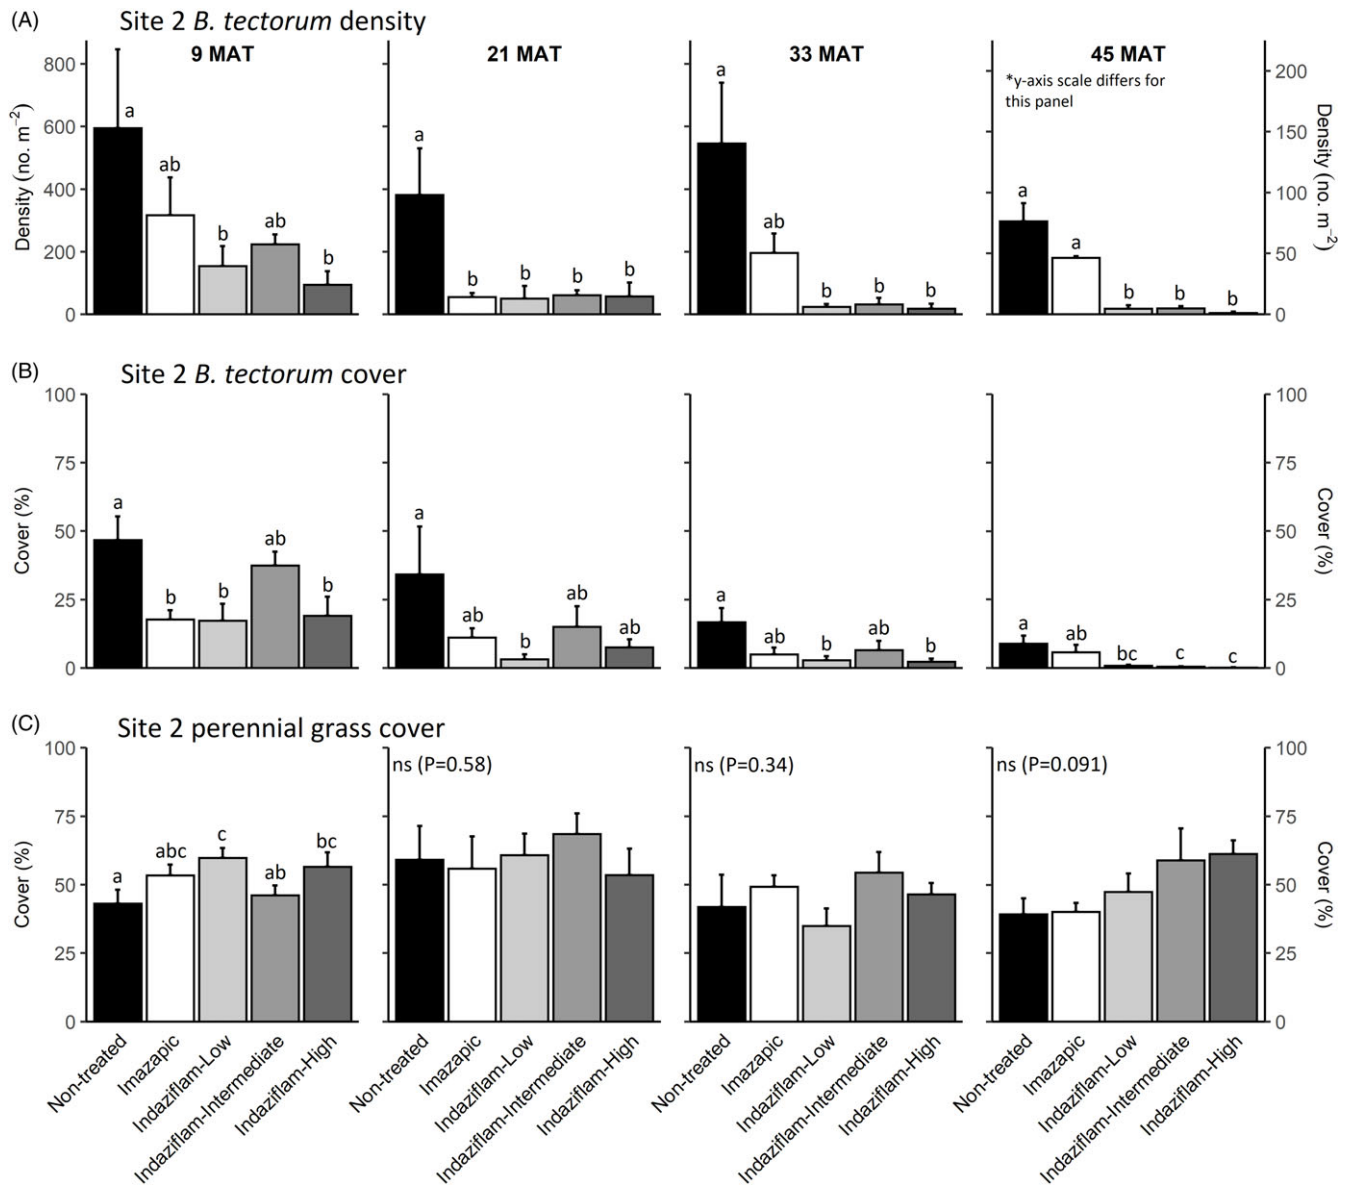 (A) Site 2 B. tectorum density
9 MAT 21 MAT 33 MAT 45 MAT
*y-axis scale differs for
this panel
Density (no. m⁻²)
800
600
400
200
0
a ab b ab b
a b b b b
a ab b b b
a a b b b
200
150
100
50
0
Density (no. m⁻²)
(B) Site 2 B. tectorum cover
Cover (%)
100
75
50
25
0
a b b ab b
a ab b ab ab
a ab b ab b
a ab bc c c
100
75
50
25
0
Cover (%)
(C) Site 2 perennial grass cover
Cover (%)
100
75
50
25
0
a abc c ab bc
ns (P=0.58)
ns (P=0.34)
ns (P=0.091)
100
75
50
25
0
Cover (%)
Non-treated
Imazapic
Indaziflam-Low
Indaziflam-Intermediate
Indaziflam-High
Non-treated
Imazapic
Indaziflam-Low
Indaziflam-Intermediate
Indaziflam-High
Non-treated
Imazapic
Indaziflam-Low
Indaziflam-Intermediate
Indaziflam-High
Non-treated
Imazapic
Indaziflam-Low
Indaziflam-Intermediate
Indaziflam-High